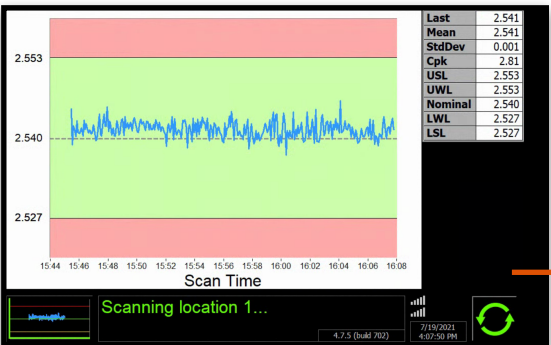 Last 2.541
Mean 2.541
StdDev 0.001
Cpk 2.81
USL 2.553
UWL 2.553
Nominal 2.540
LWL 2.527
LSL 2.527
2.553
2.540
2.527
15:44 15:46 15:48 15:50 15:52 15:54 15:56 15:58 16:00 16:02 16:04 16:06 16:08
Scan Time
Scanning location 1...
4.7.5 (build 702)
7/19/2021
4:07:50 PM